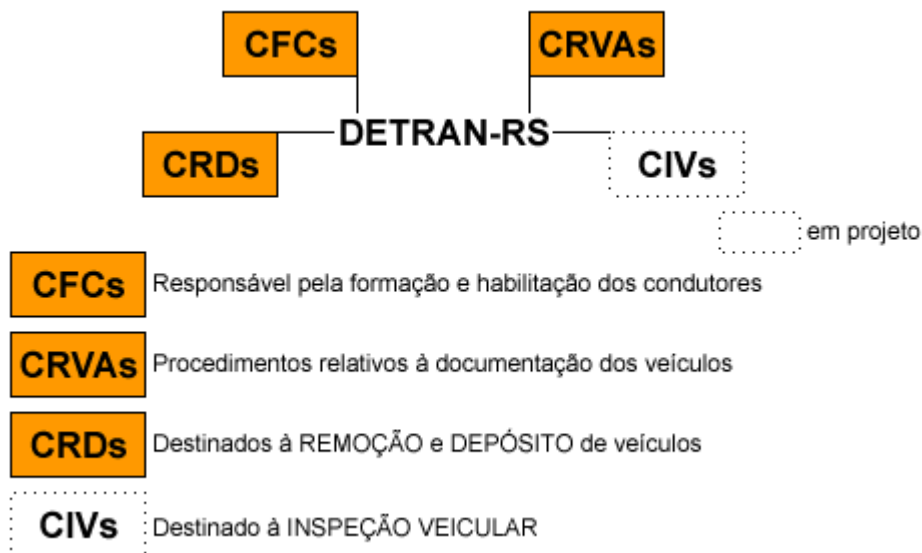 CFCs
CRVAs
DETRAN-RS
CRDs
CIVs
em projeto
CFCs Responsável pela formação e habilitação dos condutores
CRVAs Procedimentos relativos à documentação dos veículos
CRDs Destinados à REMOÇÃO e DEPÓSITO de veículos
CIVs Destinado à INSPEÇÃO VEICULAR